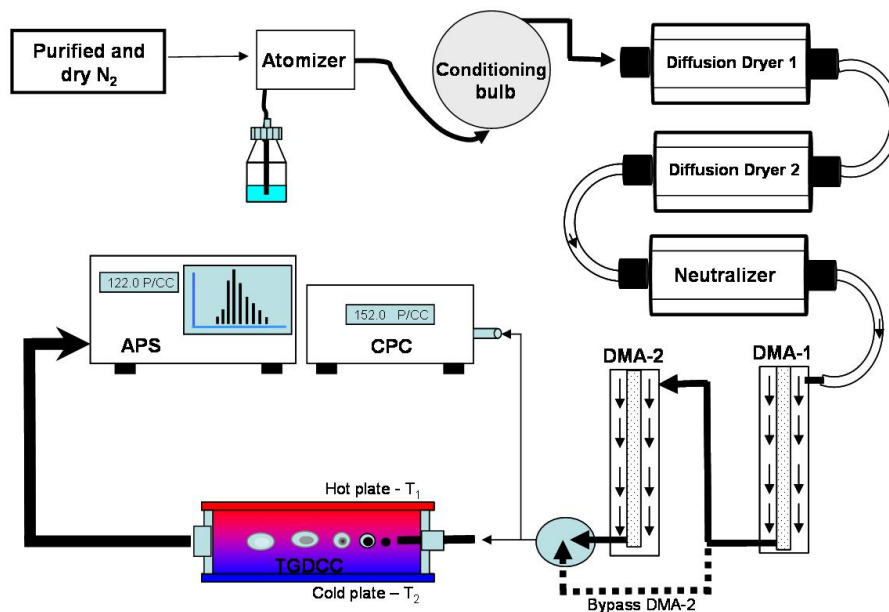 Purified and
dry N₂
Atomizer
Conditioning
bulb
Diffusion Dryer 1
Diffusion Dryer 2
Neutralizer
122.0 P/CC
APS
152.0 P/CC
CPC
DMA-2
DMA-1
Hot plate - T₁
TGDCC
Cold plate – T₂
Bypass DMA-2